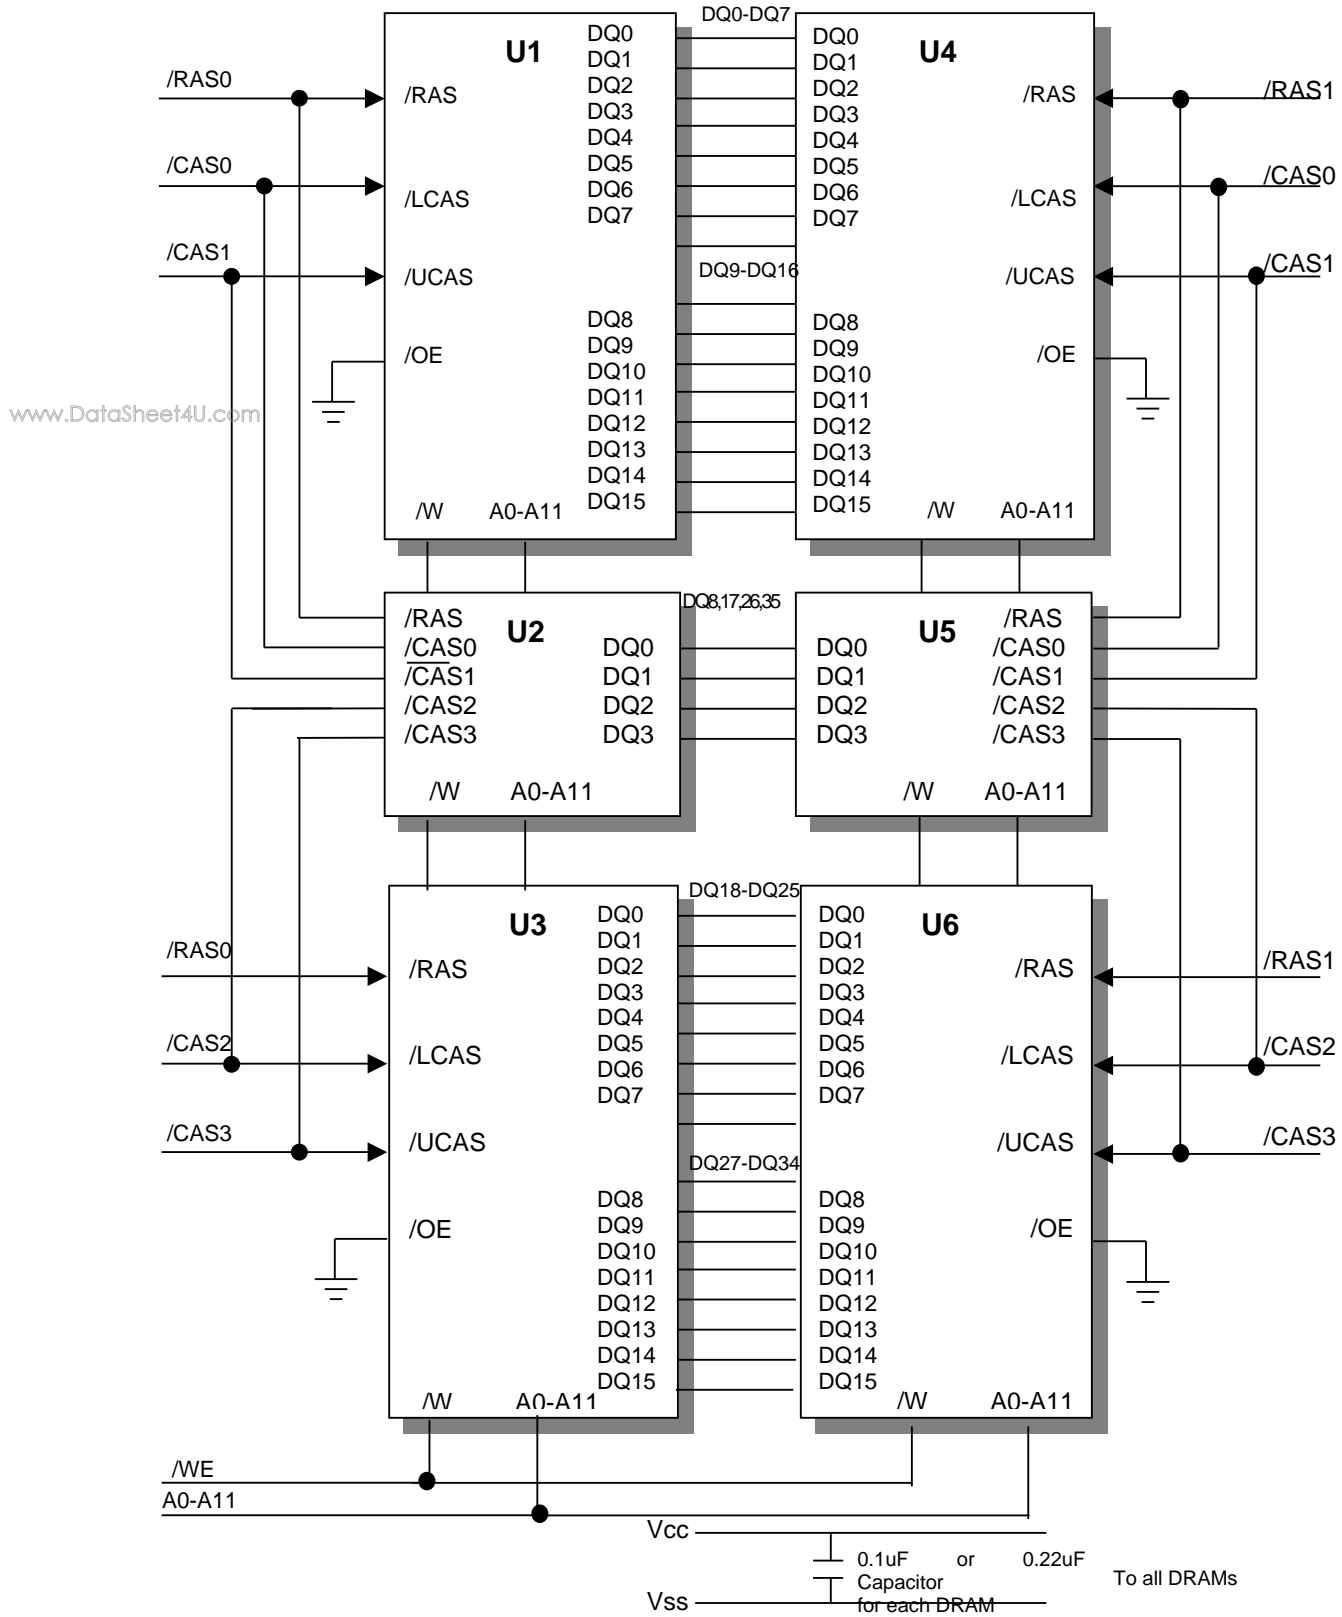 DQ0-DQ7
U1
U4
/RAS0
/CAS0
/CAS1
/RAS
/LCAS
/UCAS
/OE
/W A0-A11
DQ0
DQ1
DQ2
DQ3
DQ4
DQ5
DQ6
DQ7
DQ9-DQ16
DQ8
DQ9
DQ10
DQ11
DQ12
DQ13
DQ14
DQ15
DQ0
DQ1
DQ2
DQ3
DQ4
DQ5
DQ6
DQ7
DQ8
DQ9
DQ10
DQ11
DQ12
DQ13
DQ14
DQ15
/RAS
/LCAS
/UCAS
/OE
/W A0-A11
/RAS1
/CAS0
/CAS1
www.DataSheet4U.com
DQ8,17,26,35
U2
/RAS
/CAS0
/CAS1
/CAS2
/CAS3
DQ0
DQ1
DQ2
DQ3
/W A0-A11
U5
DQ0
DQ1
DQ2
DQ3
/RAS
/CAS0
/CAS1
/CAS2
/CAS3
/W A0-A11
DQ18-DQ25
U3
U6
/RAS0
/CAS2
/CAS3
/RAS
/LCAS
/UCAS
/OE
/W A0-A11
DQ0
DQ1
DQ2
DQ3
DQ4
DQ5
DQ6
DQ7
DQ27-DQ34
DQ8
DQ9
DQ10
DQ11
DQ12
DQ13
DQ14
DQ15
DQ0
DQ1
DQ2
DQ3
DQ4
DQ5
DQ6
DQ7
DQ8
DQ9
DQ10
DQ11
DQ12
DQ13
DQ14
DQ15
/RAS
/LCAS
/UCAS
/OE
/W A0-A11
/RAS1
/CAS2
/CAS3
/WE
A0-A11
Vcc
0.1uF or 0.22uF
Capacitor
for each DRAM
To all DRAMs
Vss